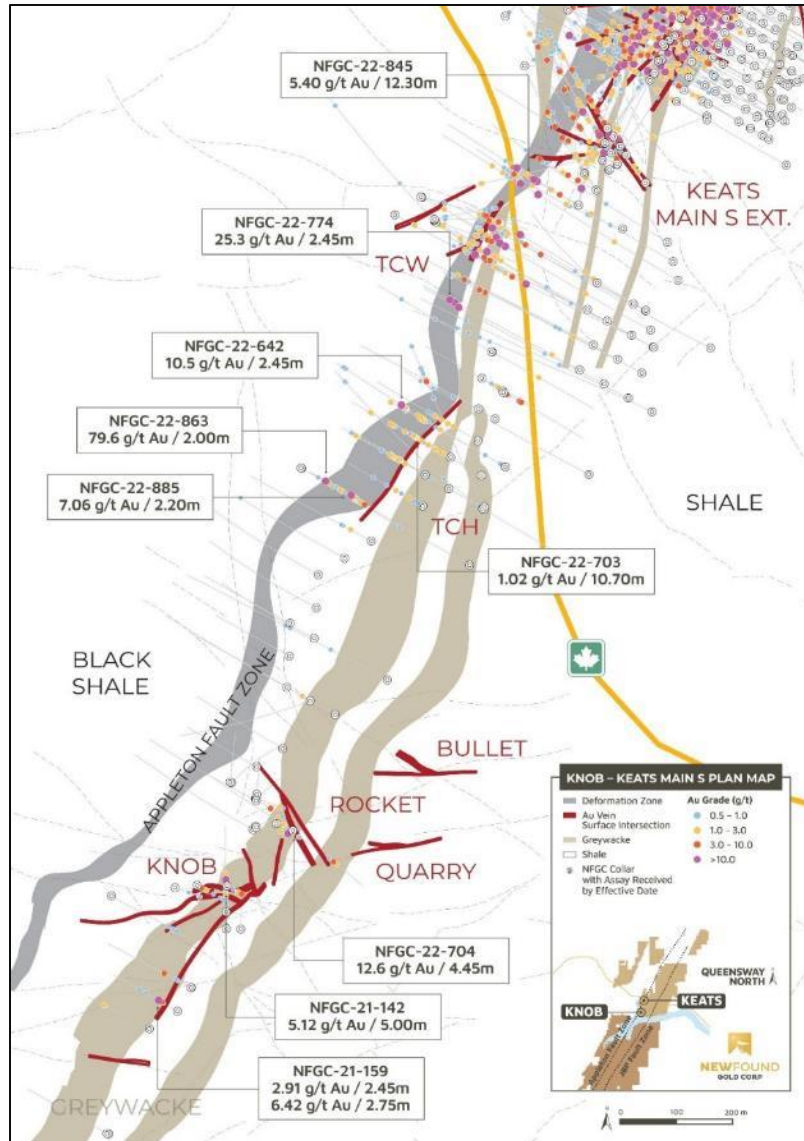 NFGC-22-845
5.40 g/t Au / 12.30m
KEATS
MAIN S EXT.
NFGC-22-774
25.3 g/t Au / 2.45m
TCW
NFGC-22-642
10.5 g/t Au / 2.45m
NFGC-22-863
79.6 g/t Au / 2.00m
NFGC-22-885
7.06 g/t Au / 2.20m
SHALE
TCH
NFGC-22-703
1.02 g/t Au / 10.70m
BLACK
SHALE
APPLETON FAULT ZONE
BULLET
ROCKET
QUARRY
KNOB
NFGC-22-704
12.6 g/t Au / 4.45m
NFGC-21-142
5.12 g/t Au / 5.00m
NFGC-21-159
2.91 g/t Au / 2.45m
6.42 g/t Au / 2.75m
GREYWACKE
KNOB – KEATS MAIN S PLAN MAP
Deformation Zone
Au Vein
Surface Intersection
Greywacke
Shale
NFGC Collar
with Assay Received
by Effective Date
Au Grade (g/t)
0.5 – 1.0
1.0 – 3.0
3.0 – 10.0
>10.0
QUEENSWAY
NORTH
KEATS
KNOB
Appleton Fault Zone
JBP Fault Zone
NEWFOUND
GOLD CORP
N
0 100 200 m